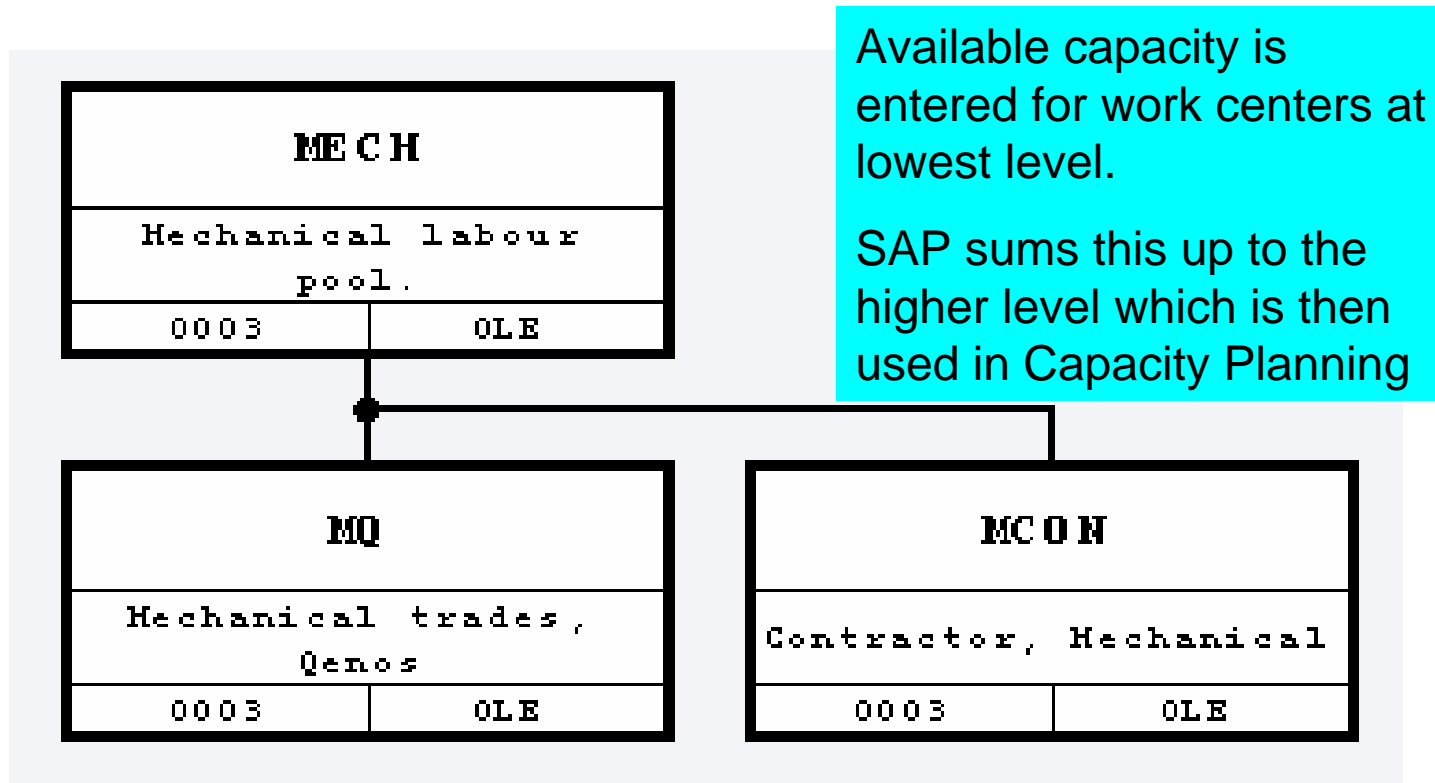 Available capacity is
entered for work centers at
lowest level.
SAP sums this up to the
higher level which is then
used in Capacity Planning
MECH
Mechanical labour
pool.
0003 OLE
MQ
Mechanical trades,
Qenos
0003 OLE
MCON
Contractor, Mechanical
0003 OLE